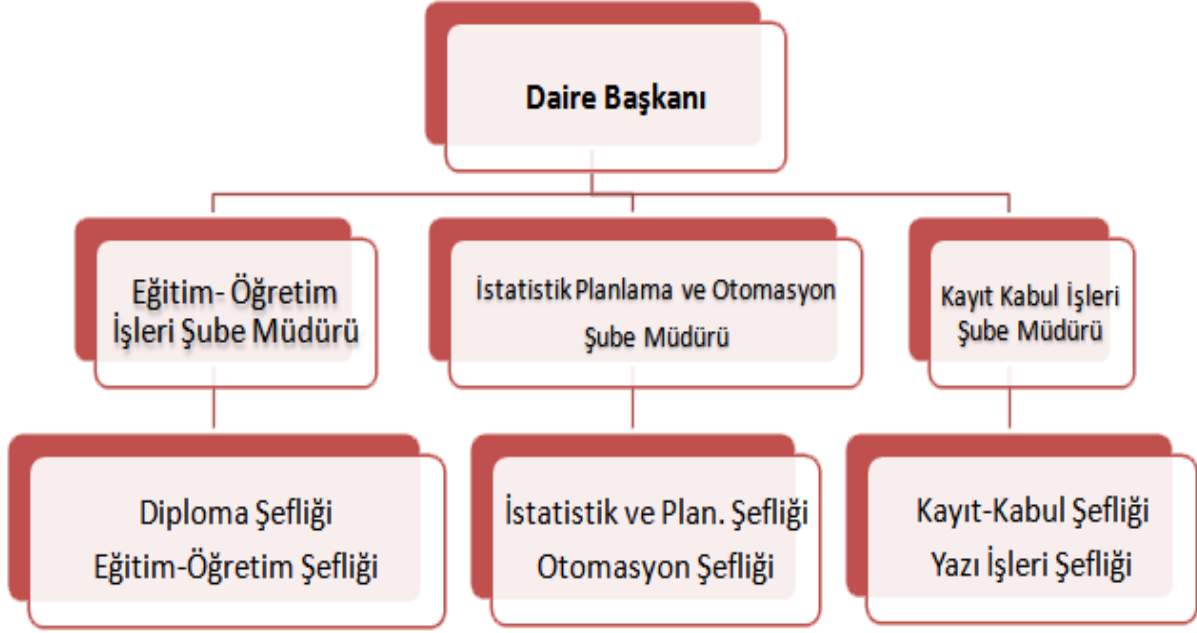 Daire Başkanı
Eğitim- Öğretim
İşleri Şube Müdürü
İstatistik Planlama ve Otomasyon
Şube Müdürü
Kayıt Kabul İşleri
Şube Müdürü
Diploma Şefliği
Eğitim-Öğretim Şefliği
İstatistik ve Plan. Şefliği
Otomasyon Şefliği
Kayıt-Kabul Şefliği
Yazı İşleri Şefliği